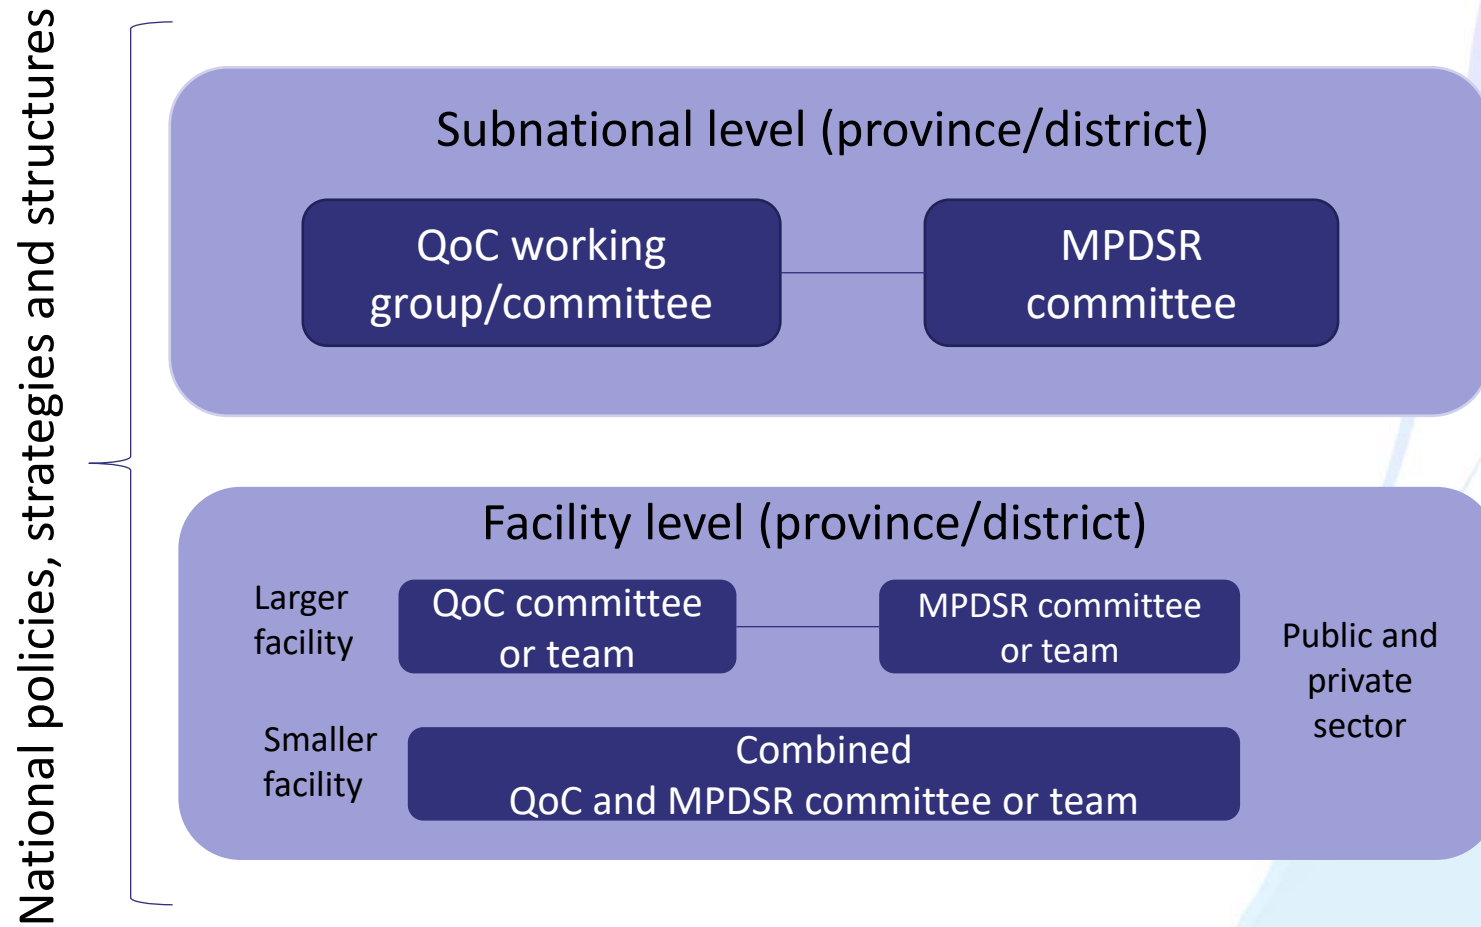 National policies, strategies and structures
Subnational level (province/district)
QoC working
group/committee
MPDSR
committee
Facility level (province/district)
Larger
facility
QoC committee
or team
MPDSR committee
or team
Public and
private
sector
Smaller
facility
Combined
QoC and MPDSR committee or team